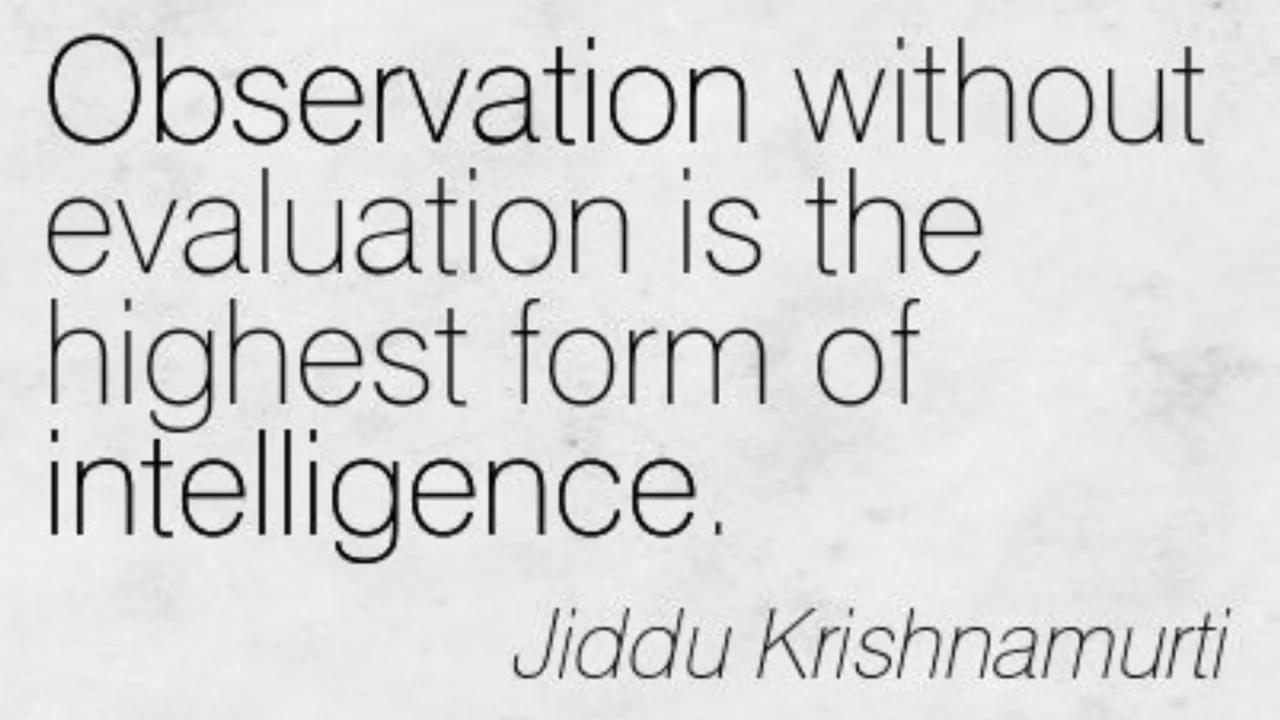 Observation without
evaluation is the
highest form of
intelligence.
Jiddu Krishnamurti